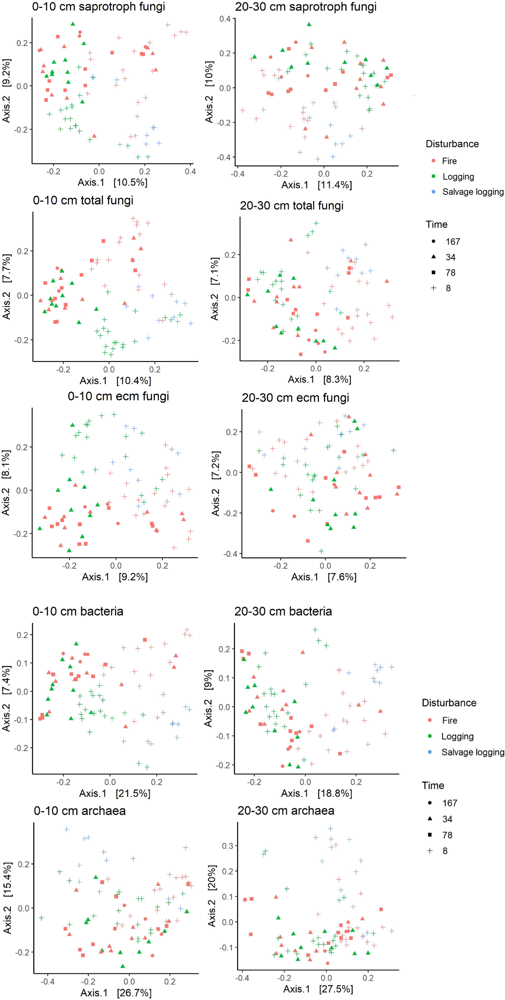 0-10 cm saprotroph fungi
20-30 cm saprotroph fungi
Axis.2 [9.2%]
0.2
0.0
-0.2
-0.2 0.0 0.2 0.4
Axis.1 [10.5%]
Axis.2 [10%]
0.4
0.2
0.0
-0.2
-0.4
-0.4 -0.2 0.0 0.2
Axis.1 [11.4%]
Disturbance
Fire
Logging
Salvage logging
Time
167
34
78
8
0-10 cm total fungi
20-30 cm total fungi
Axis.2 [7.7%]
0.2
0.0
-0.2
-0.2 0.0 0.2
Axis.1 [10.4%]
Axis.2 [7.1%]
0.2
0.0
-0.2
-0.2 0.0 0.2
Axis.1 [8.3%]
0-10 cm ecm fungi
20-30 cm ecm fungi
Axis.2 [8.1%]
0.2
0.0
-0.2
-0.2 0.0 0.2
Axis.1 [9.2%]
Axis.2 [7.2%]
0.2
0.0
-0.2
-0.4
-0.2 0.0 0.2
Axis.1 [7.6%]
0-10 cm bacteria
20-30 cm bacteria
Axis.2 [7.4%]
0.2
0.1
0.0
-0.1
-0.2
-0.2 0.0 0.2
Axis.1 [21.5%]
Axis.2 [9%]
0.2
0.1
0.0
-0.1
-0.2
-0.2 0.0 0.2
Axis.1 [18.8%]
Disturbance
Fire
Logging
Salvage logging
Time
167
34
78
8
0-10 cm archaea
20-30 cm archaea
Axis.2 [15.4%]
0.2
0.0
-0.2
-0.4 -0.2 0.0 0.2
Axis.1 [26.7%]
Axis.2 [20%]
0.3
0.2
0.1
0.0
-0.1
-0.4 -0.2 0.0 0.2
Axis.1 [27.5%]